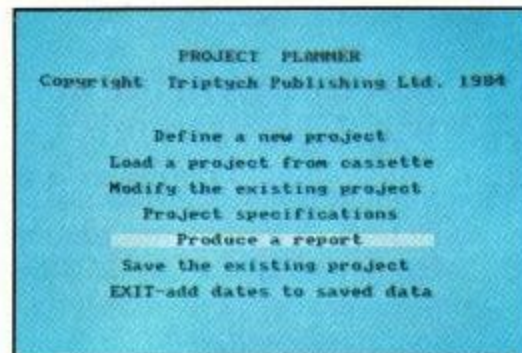 PROJECT PLANNER
Copyright Triptych Publishing Ltd. 1984
Define a new project
Load a project from cassette
Modify the existing project
Project specifications
Produce a report
Save the existing project
EXIT-add dates to saved data